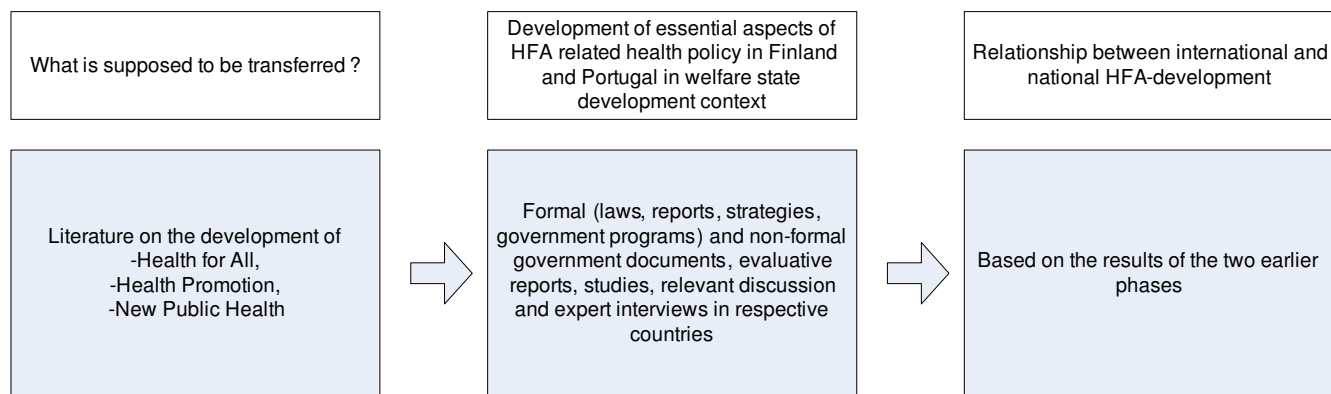 What is supposed to be transferred ?
Development of essential aspects of
HFA related health policy in Finland
and Portugal in welfare state
development context
Relationship between international and
national HFA-development
Literature on the development of
-Health for All,
-Health Promotion,
-New Public Health
Formal (laws, reports, strategies,
government programs) and non-formal
government documents, evaluative
reports, studies, relevant discussion
and expert interviews in respective
countries
Based on the results of the two earlier
phases